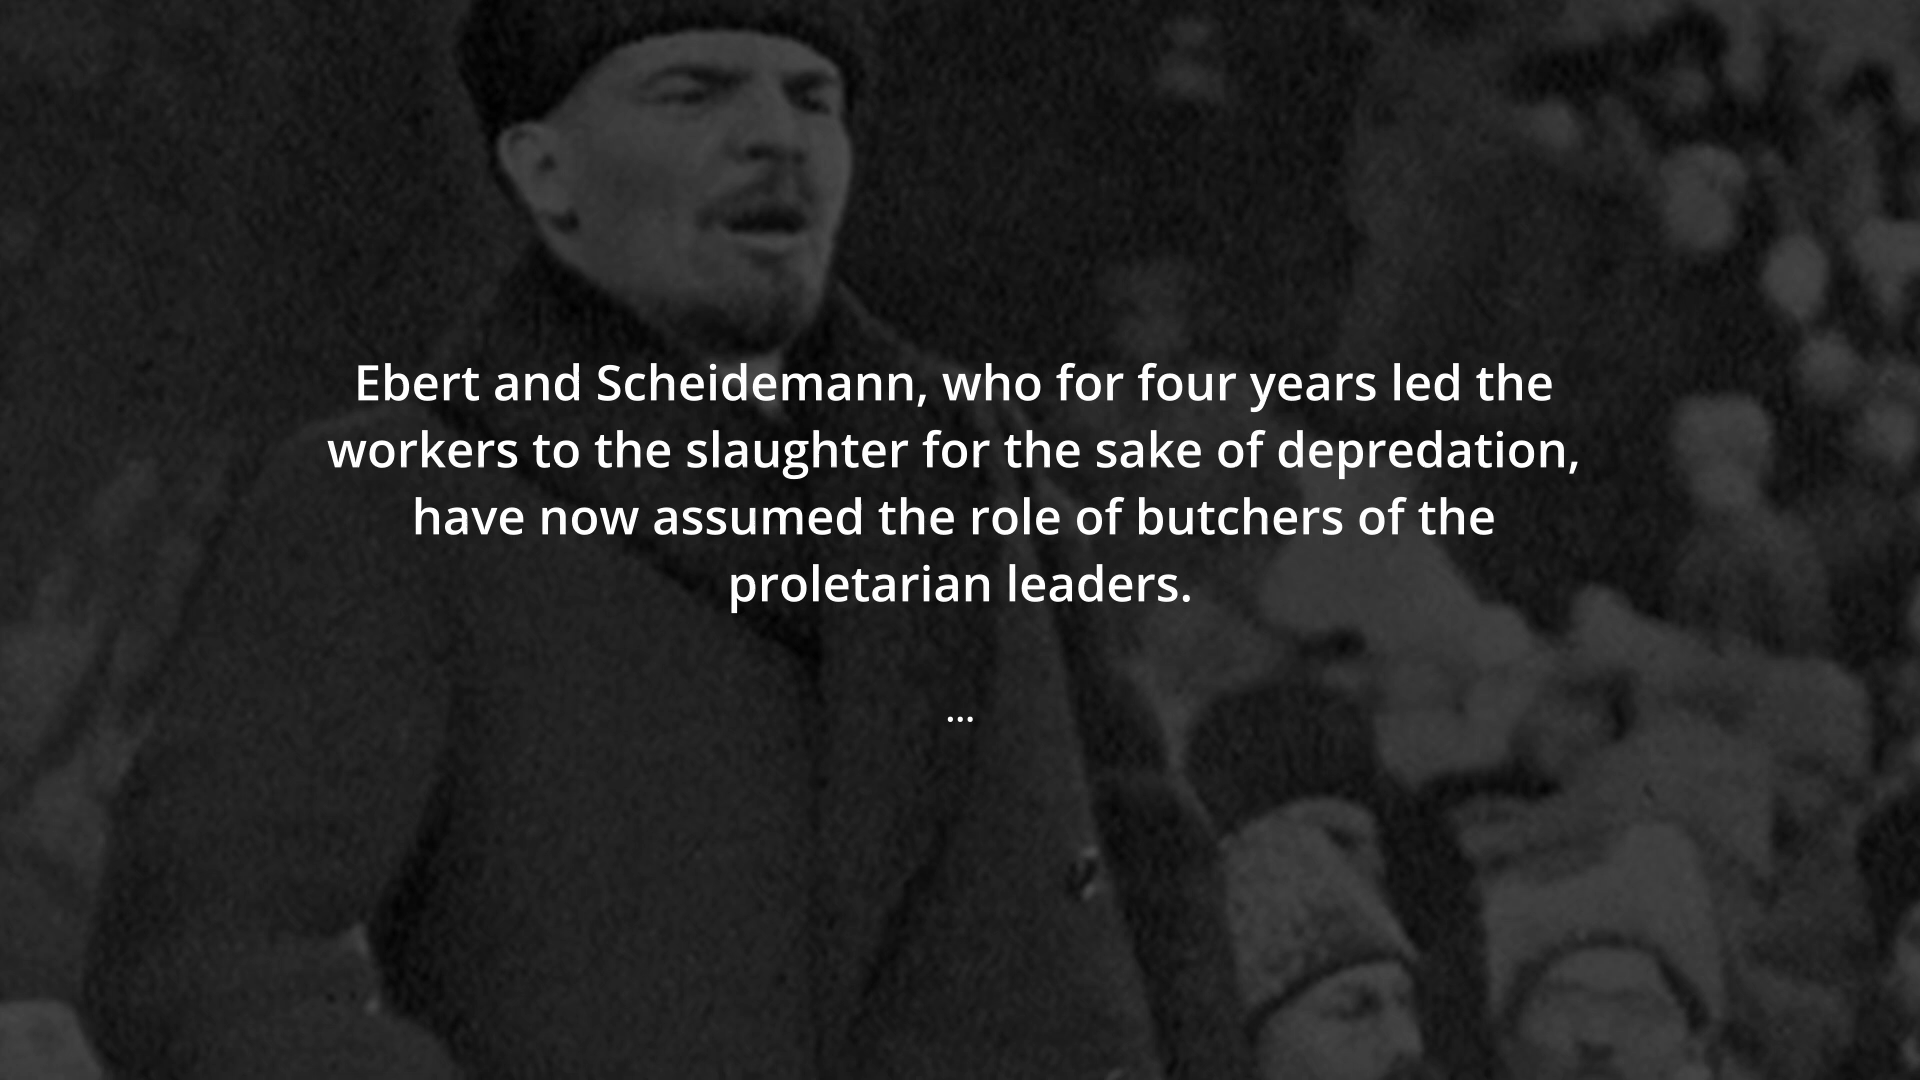 Ebert and Scheidemann, who for four years led the
workers to the slaughter for the sake of depredation,
have now assumed the role of butchers of the
proletarian leaders.
...